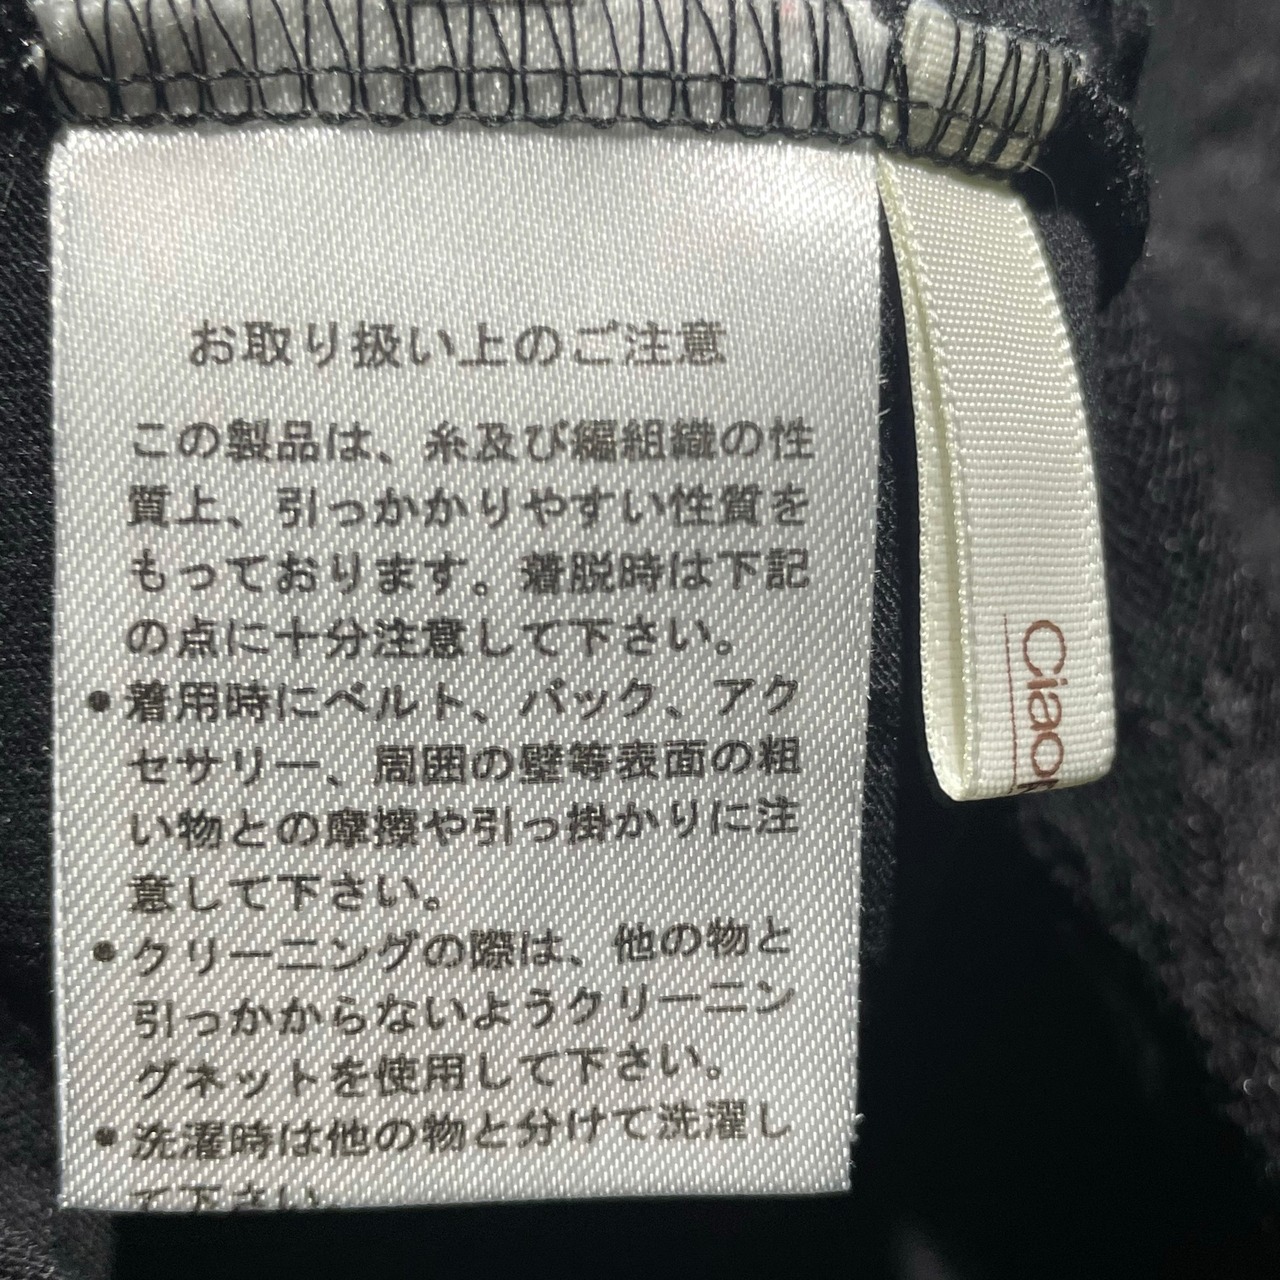 お取り扱い上のご注意
この製品は、糸及び編組織の性
質上、引っかかりやすい性質を
もっております。着脱時は下記
の点に十分注意して下さい。
●着用時にベルト、バック、アク
セサリー、周囲の壁等表面の粗
い物との摩擦や引っ掛かりに注
意して下さい。
●クリーニングの際は、他の物と
引っかからないようクリーニン
グネットを使用して下さい。
●洗濯時は他の物と分けて洗濯し
て下さい
Ciao